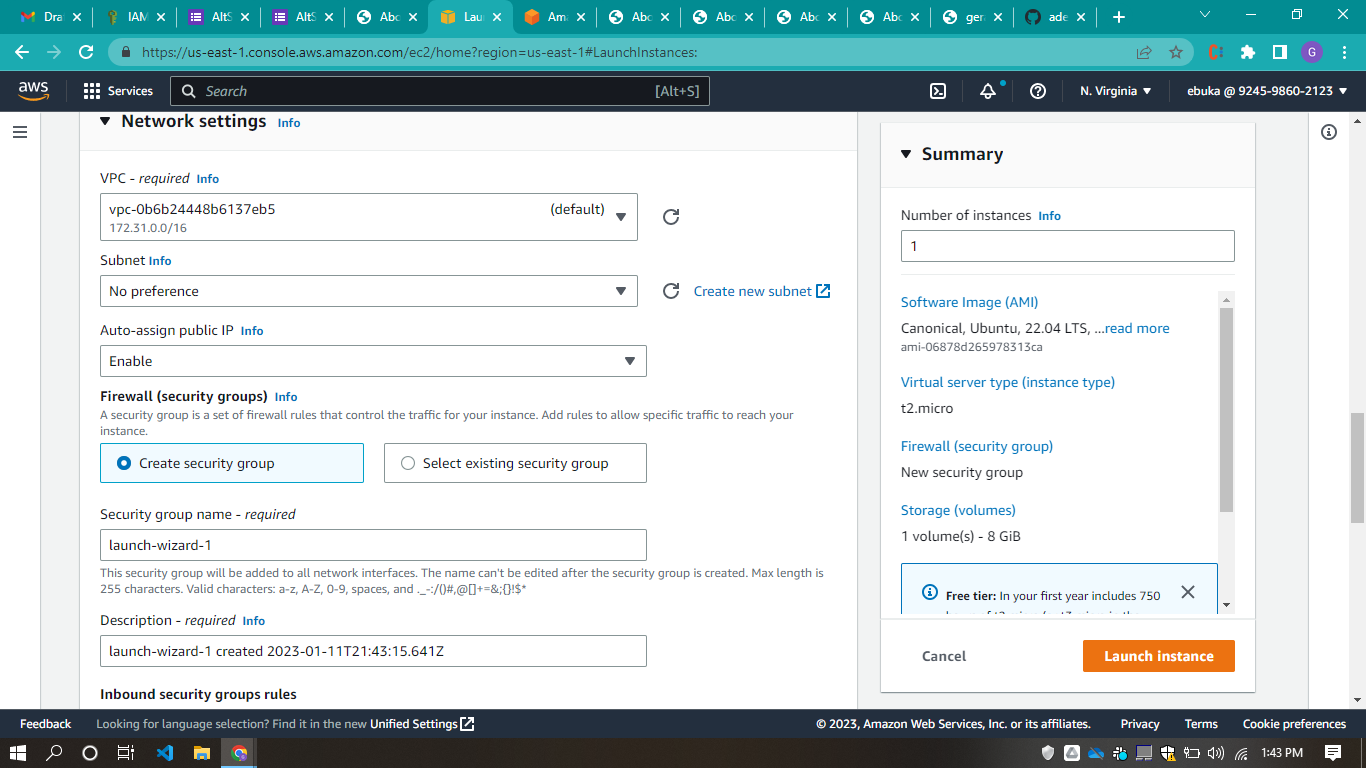 Draf
IAM
AltS
AltS
Abo
Lau
Ama
Abo
Abo
Abo
Abo
gera
ade
https://us-east-1.console.aws.amazon.com/ec2/home?region=us-east-1#LaunchInstances:
G
aws
Services
Search
[Alt+S]
N. Virginia
ebuka @ 9245-9860-2123
Network settings Info
VPC - required Info
vpc-0b6b24448b6137eb5 (default)
172.31.0.0/16
Subnet Info
No preference
Create new subnet
Auto-assign public IP Info
Enable
Firewall (security groups) Info
A security group is a set of firewall rules that control the traffic for your instance. Add rules to allow specific traffic to reach your
instance.
Create security group
Select existing security group
Security group name - required
launch-wizard-1
This security group will be added to all network interfaces. The name can't be edited after the security group is created. Max length is
255 characters. Valid characters: a-z, A-Z, 0-9, spaces, and ._-:/()#,@[]+=&;{}!$*
Description - required Info
launch-wizard-1 created 2023-01-11T21:43:15.641Z
Inbound security groups rules
Summary
Number of instances Info
1
Software Image (AMI)
Canonical, Ubuntu, 22.04 LTS, ...read more
ami-06878d265978313ca
Virtual server type (instance type)
t2.micro
Firewall (security group)
New security group
Storage (volumes)
1 volume(s) - 8 GiB
Free tier: In your first year includes 750
Cancel
Launch instance
Feedback
Looking for language selection? Find it in the new Unified Settings
© 2023, Amazon Web Services, Inc. or its affiliates.
Privacy
Terms
Cookie preferences
1:43 PM